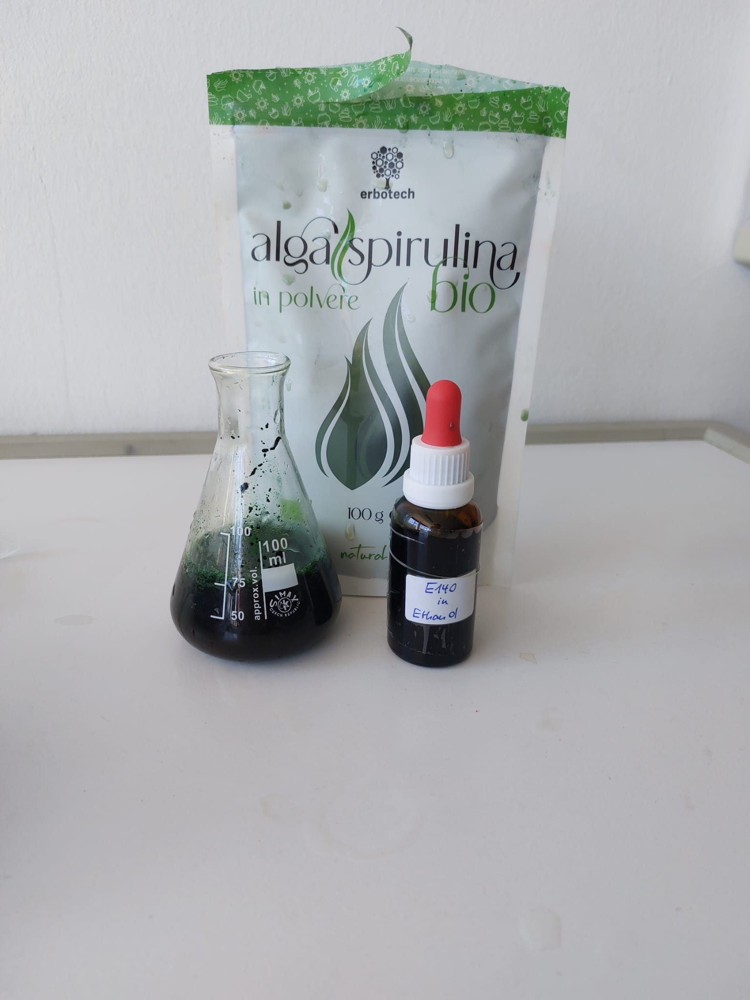 erbotech
alga spirulina
in polvere bio
100 g
natural
100
75
50
100
ml
approx.vol.
SIMAX
CZECH REPUBLIC
E140
in
Ethanol